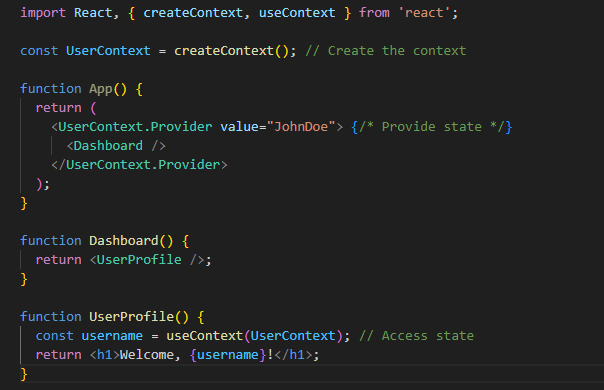 import React, { createContext, useContext } from 'react';
const UserContext = createContext(); // Create the context
function App() {
return (
<UserContext.Provider value="JohnDoe"> {/* Provide state */}
<Dashboard />
</UserContext.Provider>
);
}
function Dashboard() {
return <UserProfile />;
}
function UserProfile() {
const username = useContext(UserContext); // Access state
return <h1>Welcome, {username}!</h1>;
}